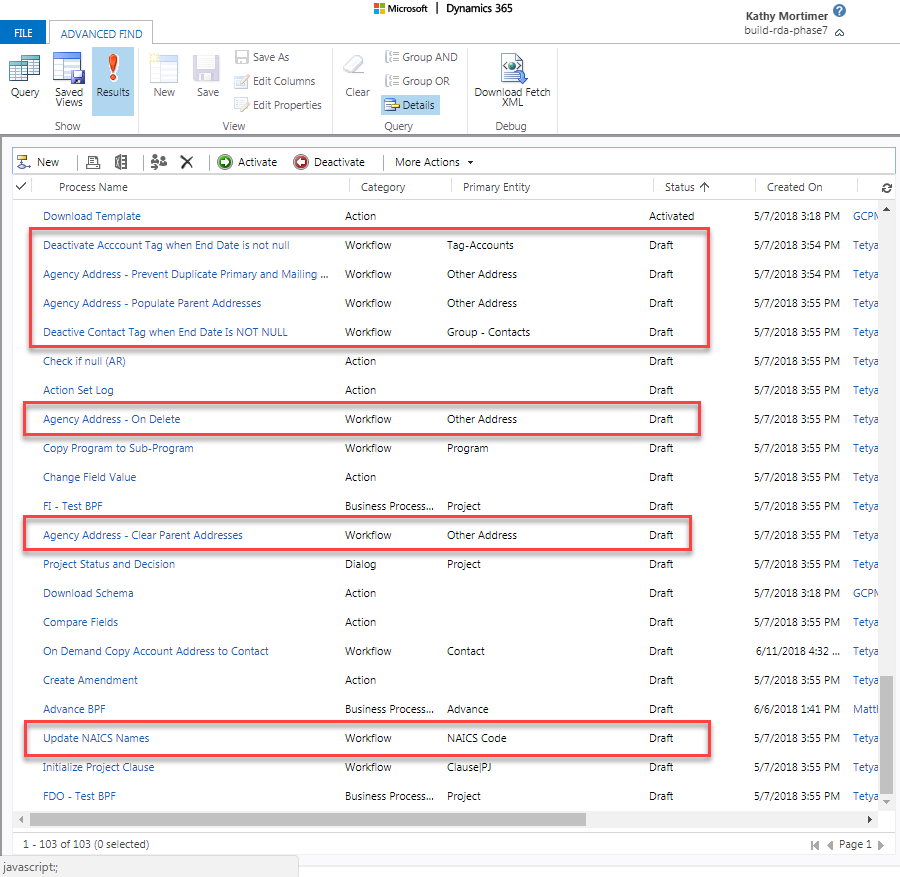 Microsoft | Dynamics 365
Kathy Mortimer
build-rda-phase7
FILE
ADVANCED FIND
Query
Saved Views
Results
Show
New
Save
Save As
Edit Columns
Edit Properties
View
Clear
Group AND
Group OR
Details
Query
Download Fetch XML
Debug
New Activate Deactivate More Actions
Process Name Category Primary Entity Status Created On
Download Template Action Activated 5/7/2018 3:18 PM GCPM
Deactivate Acccount Tag when End Date is not null Workflow Tag-Accounts Draft 5/7/2018 3:54 PM Tetya
Agency Address - Prevent Duplicate Primary and Mailing ... Workflow Other Address Draft 5/7/2018 3:54 PM Tetya
Agency Address - Populate Parent Addresses Workflow Other Address Draft 5/7/2018 3:55 PM Tetya
Deactive Contact Tag when End Date Is NOT NULL Workflow Group - Contacts Draft 5/7/2018 3:55 PM Tetya
Check if null (AR) Action Draft 5/7/2018 3:55 PM Tetya
Action Set Log Action Draft 5/7/2018 3:55 PM Tetya
Agency Address - On Delete Workflow Other Address Draft 5/7/2018 3:55 PM Tetya
Copy Program to Sub-Program Workflow Program Draft 5/7/2018 3:55 PM Tetya
Change Field Value Action Draft 5/7/2018 3:55 PM Tetya
FI - Test BPF Business Process... Project Draft 5/7/2018 3:55 PM Tetya
Agency Address - Clear Parent Addresses Workflow Other Address Draft 5/7/2018 3:55 PM Tetya
Project Status and Decision Dialog Project Draft 5/7/2018 3:55 PM Tetya
Download Schema Action Draft 5/7/2018 3:18 PM GCPM
Compare Fields Action Draft 5/7/2018 3:55 PM Tetya
On Demand Copy Account Address to Contact Workflow Contact Draft 6/11/2018 4:32 ... Tetya
Create Amendment Action Draft 5/7/2018 3:55 PM Tetya
Advance BPF Business Process... Advance Draft 6/6/2018 1:41 PM Matth
Update NAICS Names Workflow NAICS Code Draft 5/7/2018 3:55 PM Tetya
Initialize Project Clause Workflow Clause|PJ Draft 5/7/2018 3:55 PM Tetya
FDO - Test BPF Business Process... Project Draft 5/7/2018 3:55 PM Tetya
1 - 103 of 103 (0 selected) Page 1
javascript:;